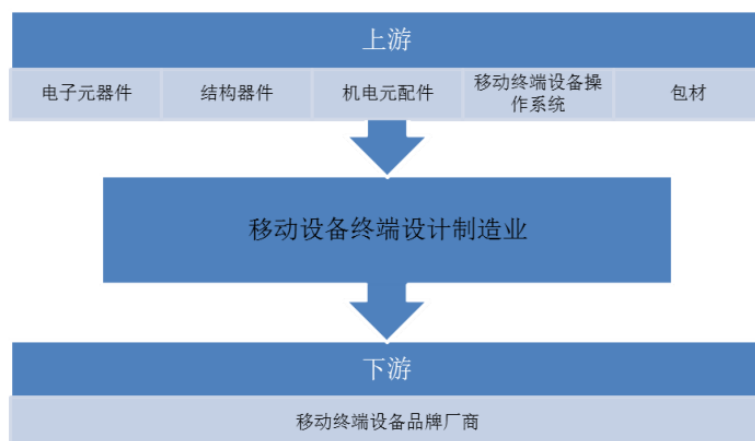 上游
电子元器件
结构器件
机电元配件
移动终端设备操
作系统
包材
移动设备终端设计制造业
下游
移动终端设备品牌厂商